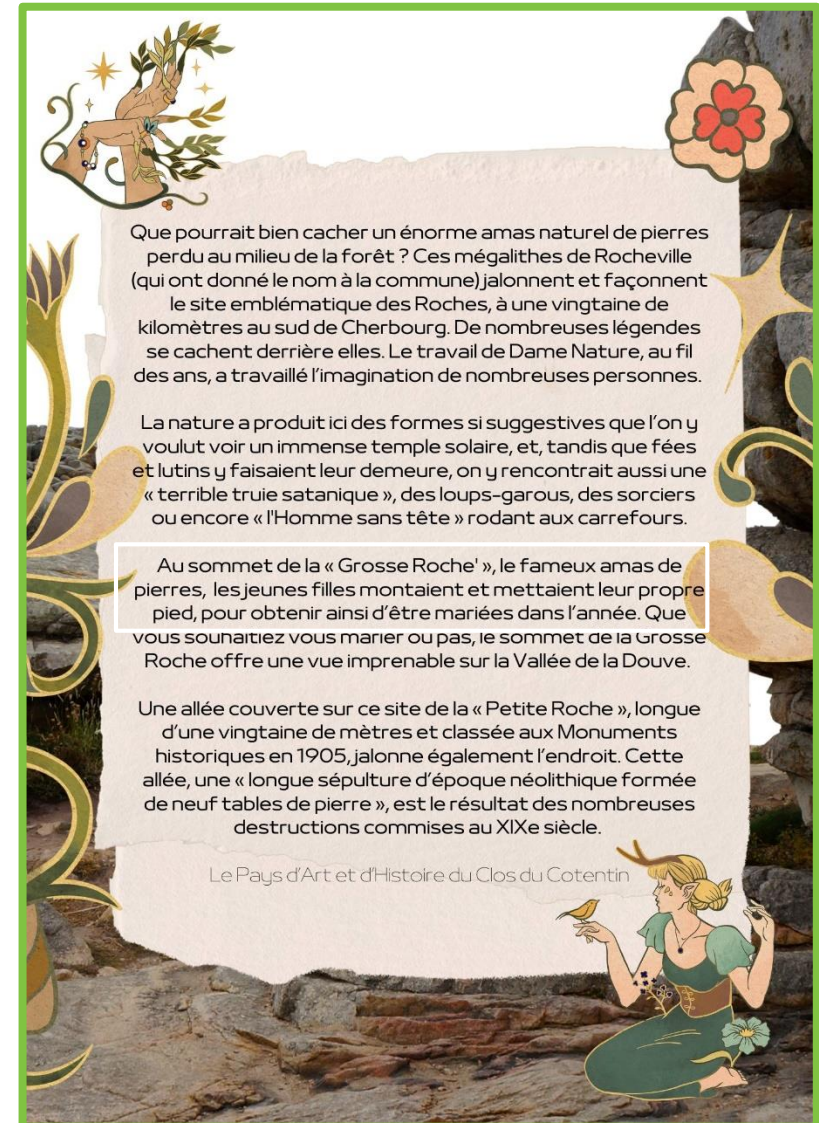 Que pourrait bien cacher un énorme amas naturel de pierres
perdu au milieu de la forêt ? Ces mégalithes de Rocheville
(qui ont donné le nom à la commune) jalonnent et façonnent
le site emblématique des Roches, à une vingtaine de
kilomètres au sud de Cherbourg. De nombreuses légendes
se cachent derrière elles. Le travail de Dame Nature, au fil
des ans, a travaillé l'imagination de nombreuses personnes.
La nature a produit ici des formes si suggestives que l'on y
voulut voir un immense temple solaire, et, tandis que fées
et lutins y faisaient leur demeure, on y rencontrait aussi une
« terrible truie satanique », des loups-garous, des sorciers
ou encore « l'Homme sans tête » rodant aux carrefours.
Au sommet de la « Grosse Roche' », le fameux amas de
pierres, les jeunes filles montaient et mettaient leur propre
pied, pour obtenir ainsi d'être mariées dans l'année. Que
vous souhaitiez vous marier ou pas, le sommet de la Grosse
Roche offre une vue imprenable sur la Vallée de la Douve.
Une allée couverte sur ce site de la « Petite Roche », longue
d'une vingtaine de mètres et classée aux Monuments
historiques en 1905, jalonne également l'endroit. Cette
allée, une « longue sépulture d'époque néolithique formée
de neuf tables de pierre », est le résultat des nombreuses
destructions commises au XIXe siècle.
Le Pays d'Art et d'Histoire du Clos du Cotentin